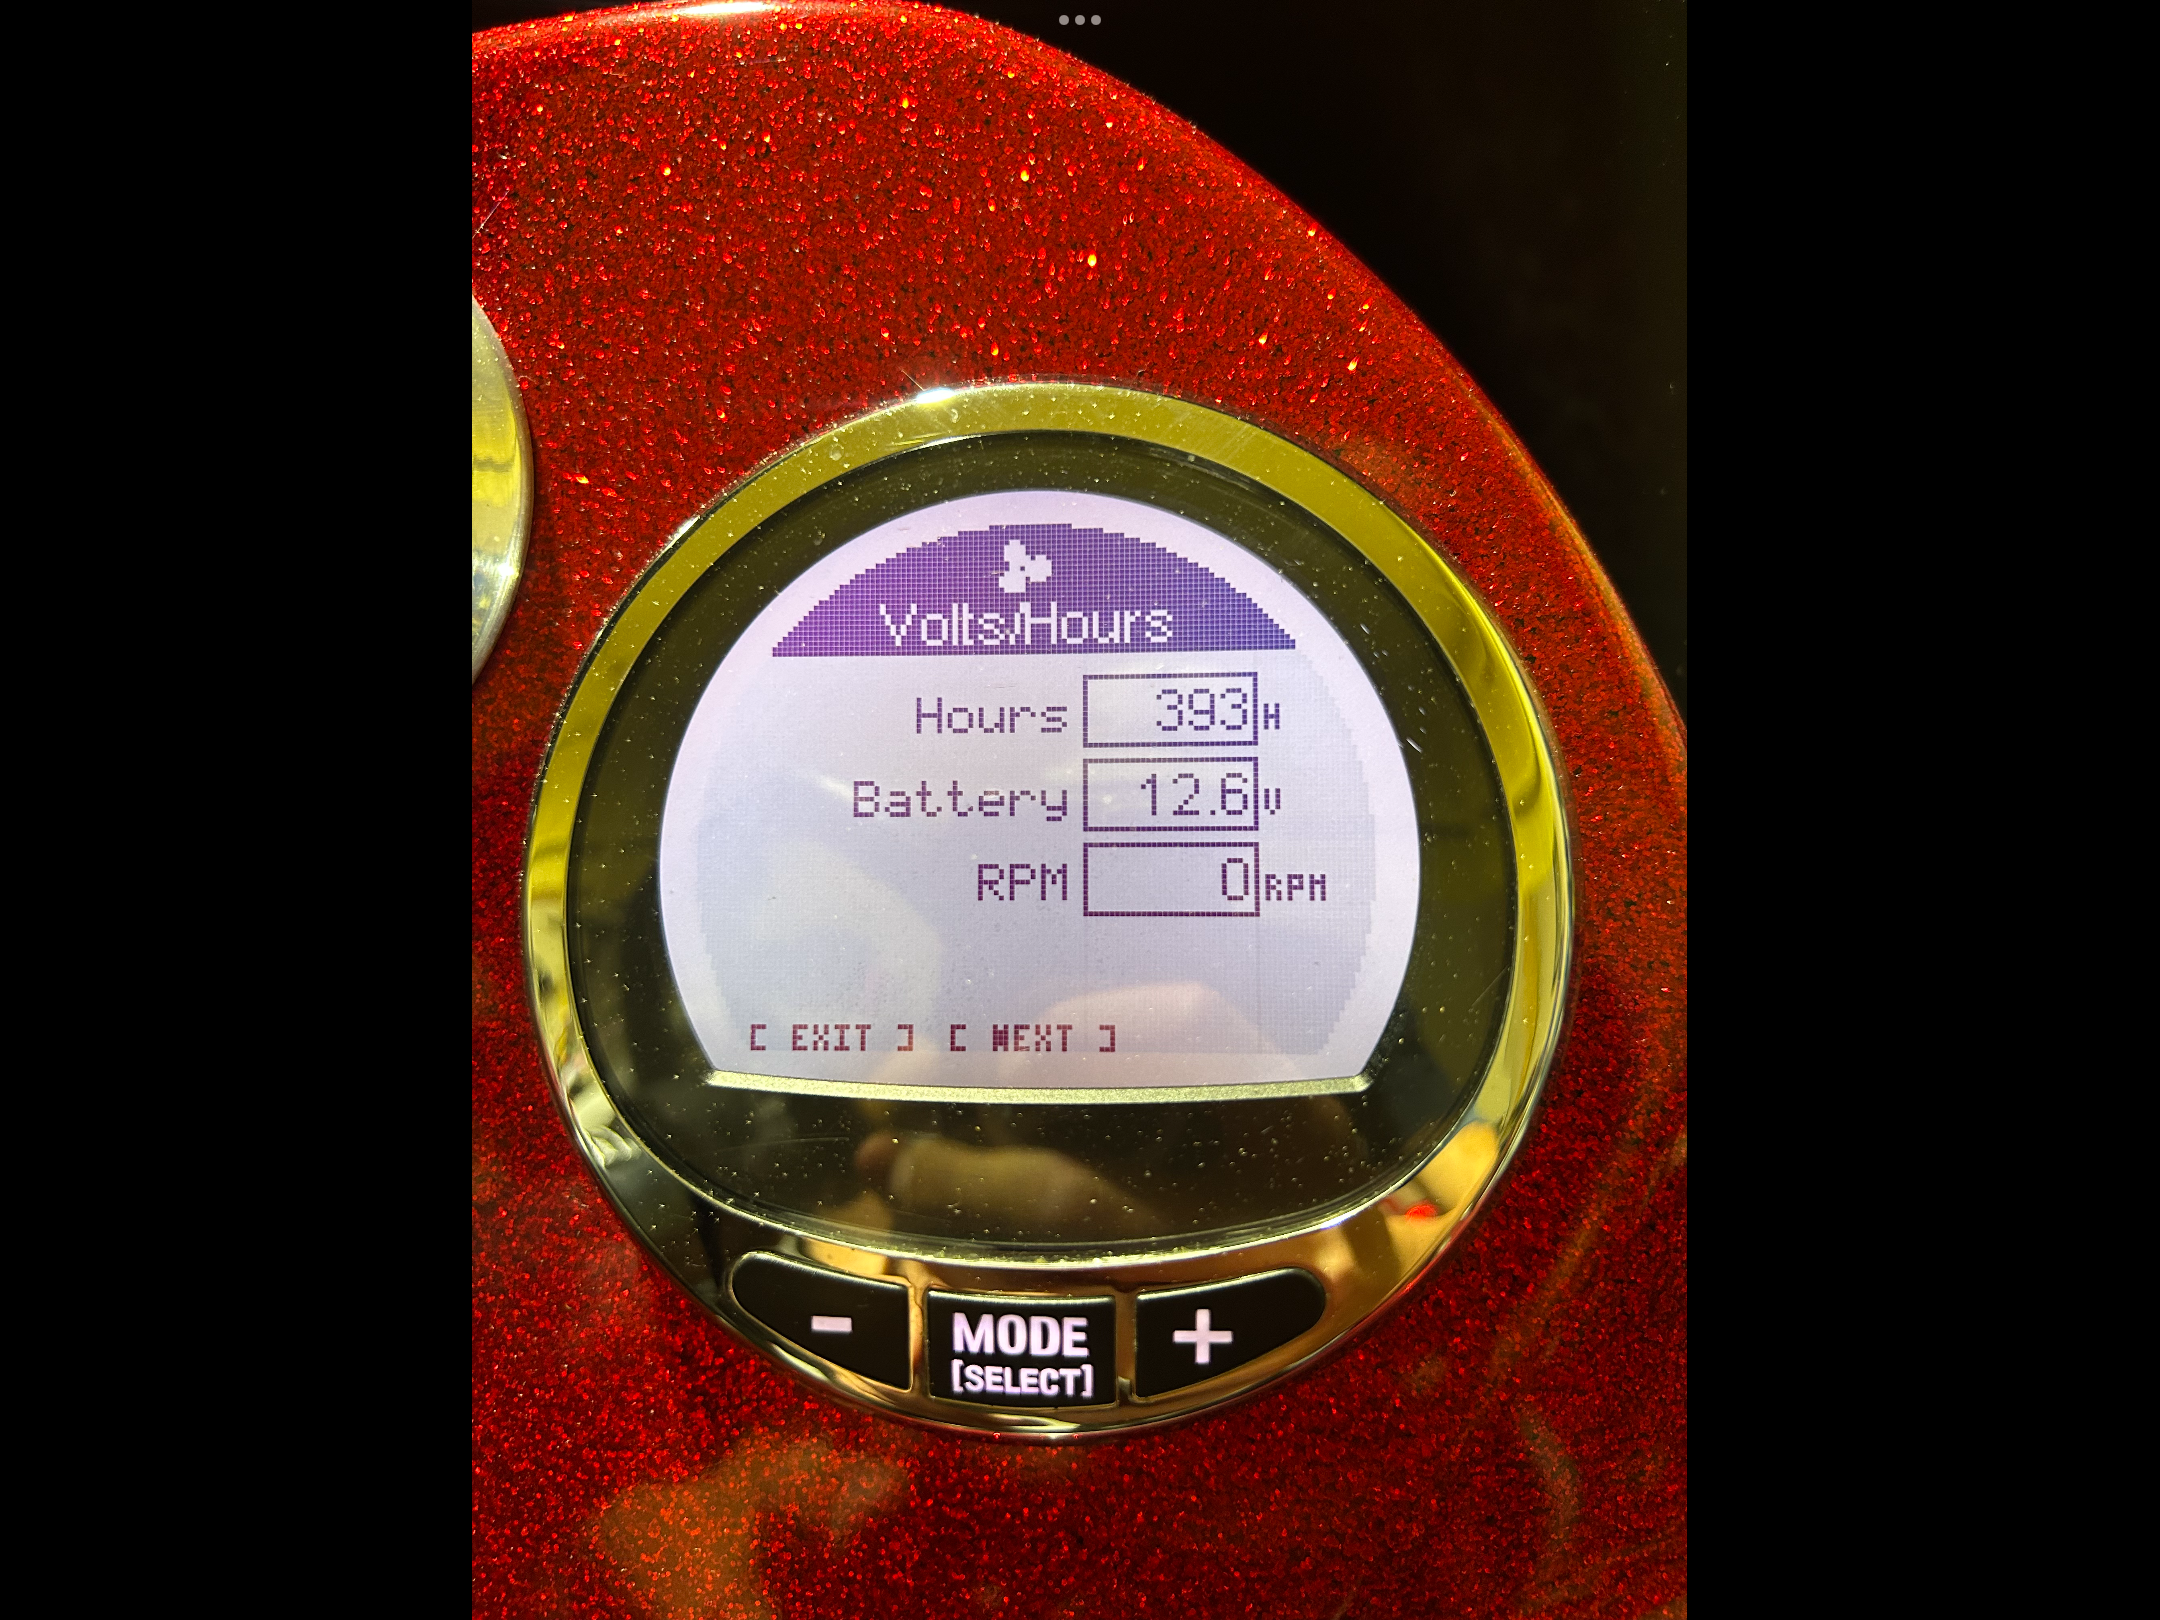 Volts/Hours
Hours 393 H
Battery 12.6 V
RPM 0 RPM
[ EXIT ] [ NEXT ]
- MODE +
[SELECT]